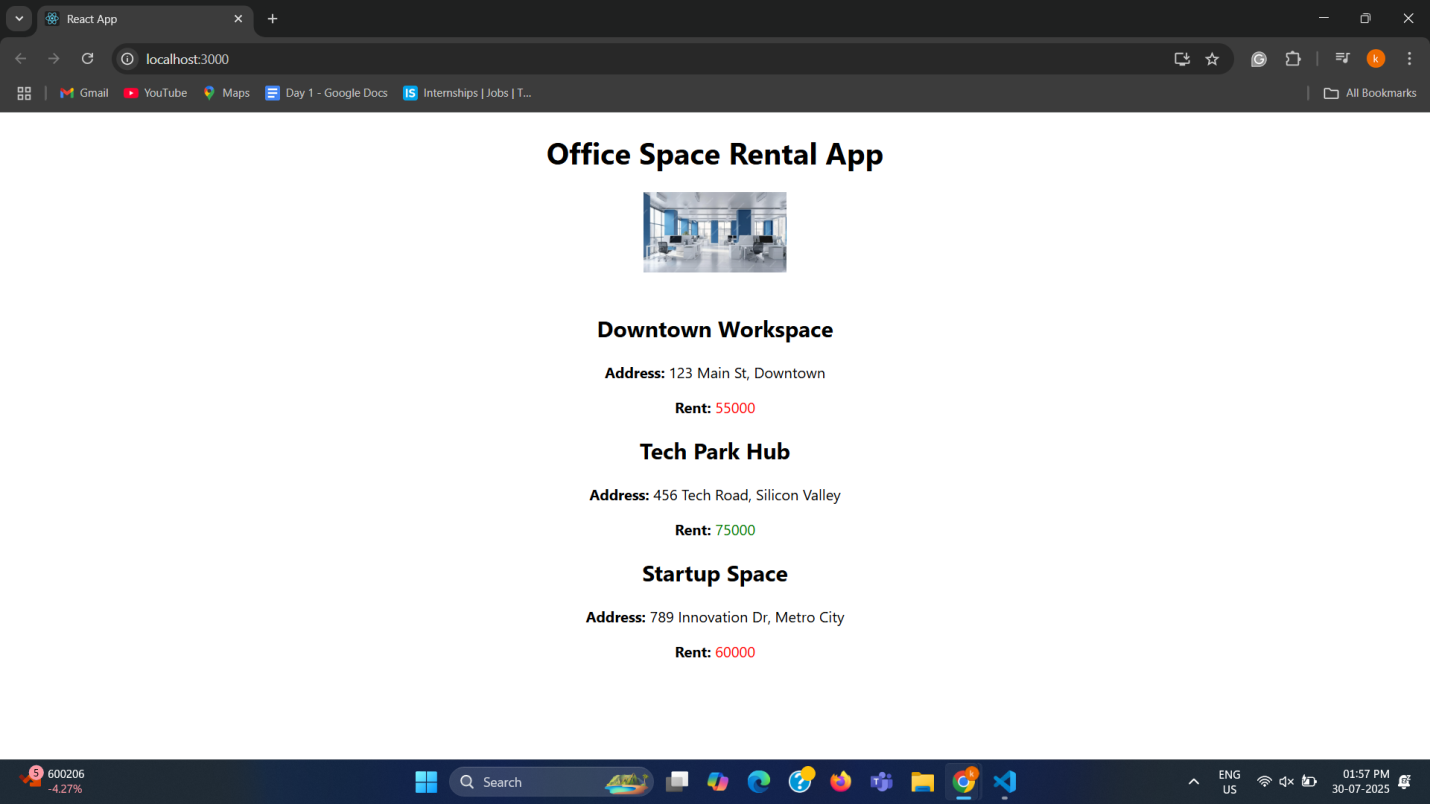 React App
localhost:3000
k
Gmail
YouTube
Maps
Day 1 - Google Docs
IS
Internships | Jobs | T...
All Bookmarks
Office Space Rental App
Downtown Workspace
Address: 123 Main St, Downtown
Rent: 55000
Tech Park Hub
Address: 456 Tech Road, Silicon Valley
Rent: 75000
Startup Space
Address: 789 Innovation Dr, Metro City
Rent: 60000
5
600206
-4.27%
Search
k
ENG
US
01:57 PM
30-07-2025